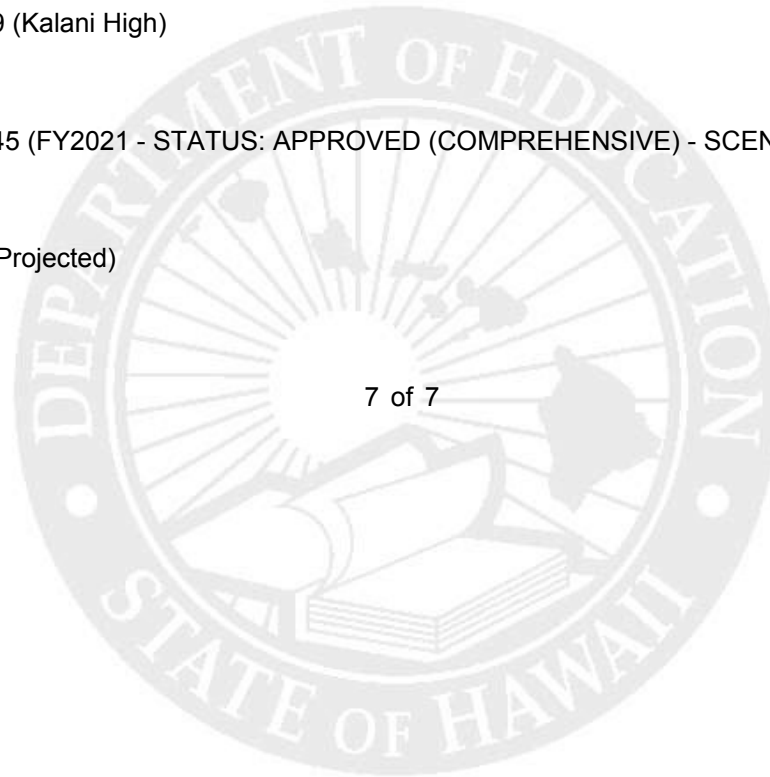 9 (Kalani High)
45 (FY2021 - STATUS: APPROVED (COMPREHENSIVE) - SCEN
Projected)
7 of 7
DEPARTMENT OF EDUCATION
STATE OF HAWAII